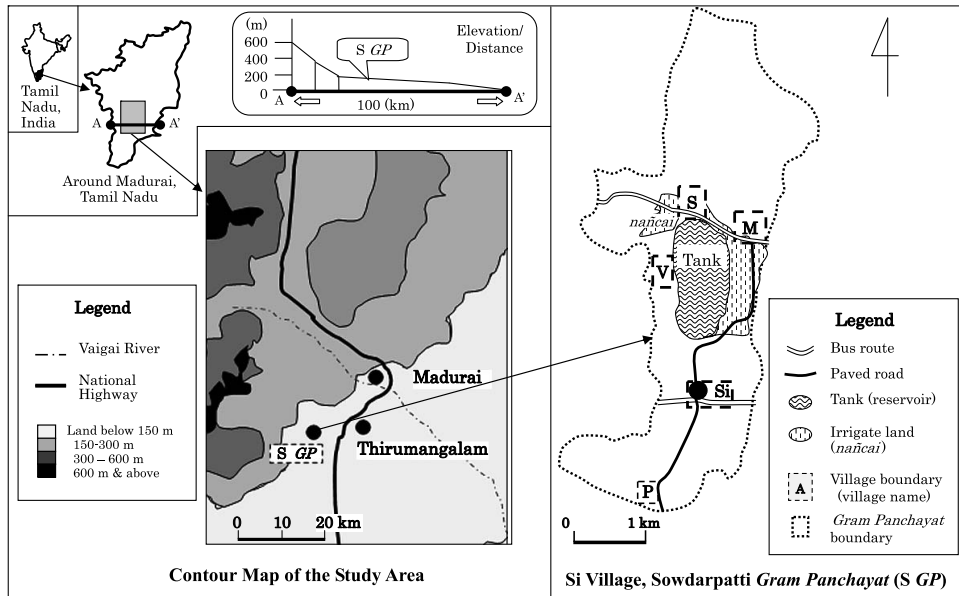 Tamil
Nadu,
India
A
A'
Around Madurai,
Tamil Nadu
(m)
600
400
200
0
S GP
Elevation/
Distance
A
100 (km)
A'
Legend
Vaigai River
National
Highway
Land below 150 m
150-300 m
300 – 600 m
600 m & above
Madurai
Thirumangalam
S GP
0 10 20 km
Contour Map of the Study Area
S
nañcai
M
Tank
V
Si
P
0 1 km
Legend
Bus route
Paved road
Tank (reservoir)
Irrigate land
(nañcai)
A
Village boundary
(village name)
Gram Panchayat
boundary
Si Village, Sowdarpatti Gram Panchayat (S GP)